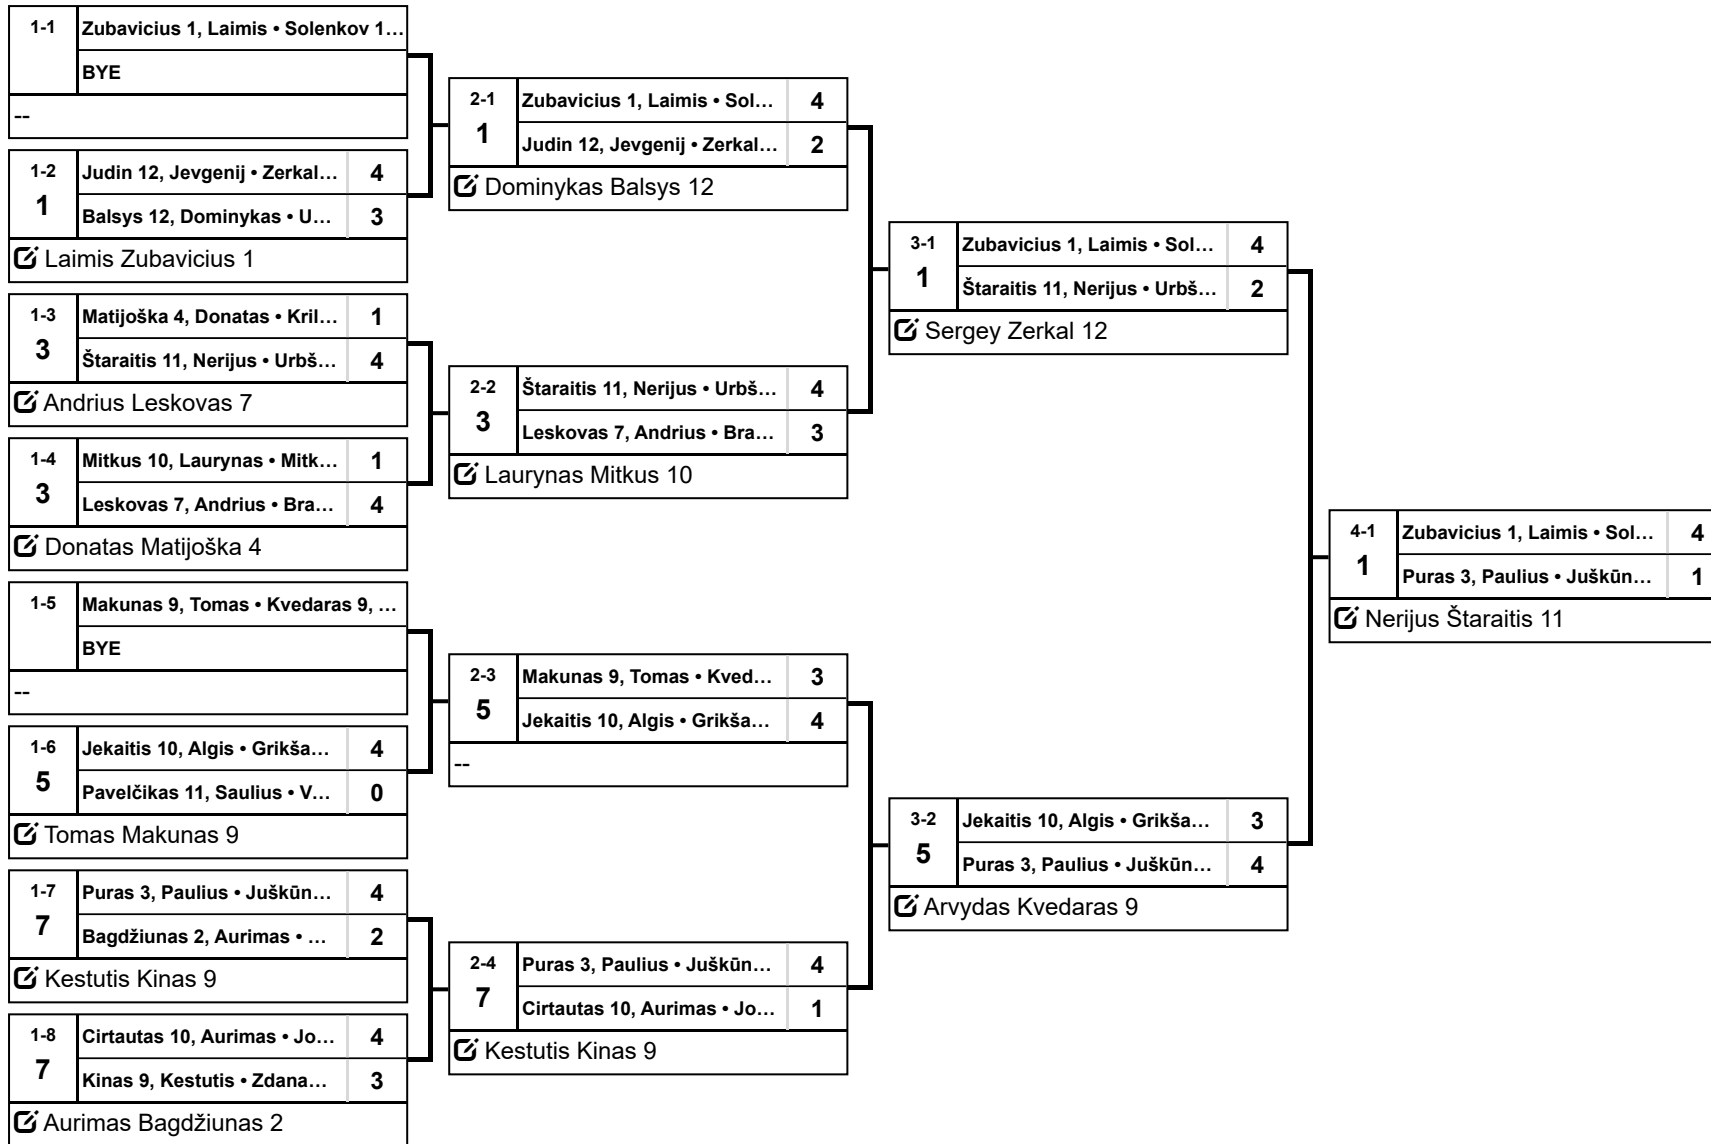 1-1
Zubavicius 1, Laimis • Solenkov 1...
BYE
--
1-2
1
Judin 12, Jevgenij • Zerkal... 4
Balsys 12, Dominykas • U... 3
Laimis Zubavicius 1
1-3
3
Matijoška 4, Donatas • Kril... 1
Štaraitis 11, Nerijus • Urbš... 4
Andrius Leskovas 7
1-4
3
Mitkus 10, Laurynas • Mitk... 1
Leskovas 7, Andrius • Bra... 4
Donatas Matijoška 4
1-5
Makunas 9, Tomas • Kvedaras 9, ...
BYE
--
1-6
5
Jekaitis 10, Algis • Grikša... 4
Pavelčikas 11, Saulius • V... 0
Tomas Makunas 9
1-7
7
Puras 3, Paulius • Juškūn... 4
Bagdžiunas 2, Aurimas • ... 2
Kestutis Kinas 9
1-8
7
Cirtautas 10, Aurimas • Jo... 4
Kinas 9, Kestutis • Zdana... 3
Aurimas Bagdžiunas 2
2-1
1
Zubavicius 1, Laimis • Sol... 4
Judin 12, Jevgenij • Zerkal... 2
Dominykas Balsys 12
2-2
3
Štaraitis 11, Nerijus • Urbš... 4
Leskovas 7, Andrius • Bra... 3
Laurynas Mitkus 10
2-3
5
Makunas 9, Tomas • Kved... 3
Jekaitis 10, Algis • Grikša... 4
--
2-4
7
Puras 3, Paulius • Juškūn... 4
Cirtautas 10, Aurimas • Jo... 1
Kestutis Kinas 9
3-1
1
Zubavicius 1, Laimis • Sol... 4
Štaraitis 11, Nerijus • Urbš... 2
Sergey Zerkal 12
3-2
5
Jekaitis 10, Algis • Grikša... 3
Puras 3, Paulius • Juškūn... 4
Arvydas Kvedaras 9
4-1
1
Zubavicius 1, Laimis • Sol... 4
Puras 3, Paulius • Juškūn... 1
Nerijus Štaraitis 11